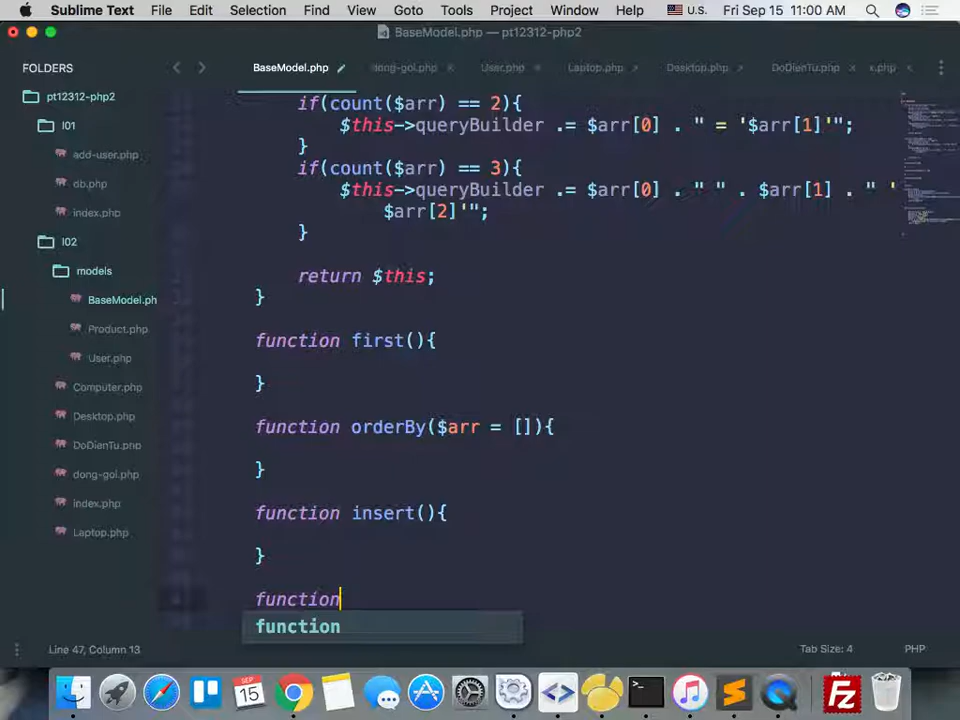 Sublime Text File Edit Selection Find View Goto Tools Project Window Help U.S. Fri Sep 15 11:00 AM
BaseModel.php — pt12312-php2
FOLDERS
pt12312-php2
l01
add-user.php
db.php
index.php
l02
models
BaseModel.ph
Product.php
User.php
Computer.php
Desktop.php
DoDienTu.php
dong-goi.php
index.php
Laptop.php
BaseModel.php dong-goi.php User.php Laptop.php Desktop.php DoDienTu.php x.php
if(count($arr) == 2){
$this->queryBuilder .= $arr[0] . " = '$arr[1]'";
}
if(count($arr) == 3){
$this->queryBuilder .= $arr[0] . " " . $arr[1] . " '
$arr[2]'";
}
return $this;
}
function first(){
}
function orderBy($arr = []){
}
function insert(){
}
function
function
Line 47, Column 13 Tab Size: 4 PHP
SEP
15
Fz